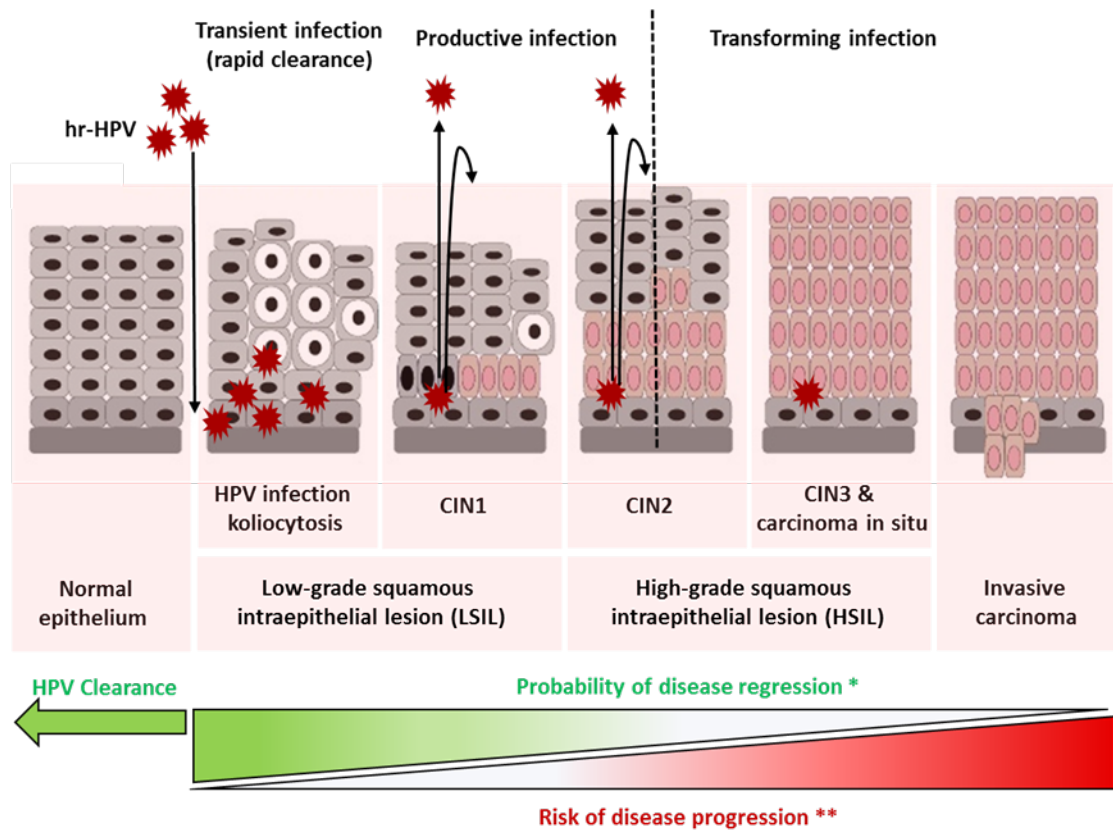 Transient infection
(rapid clearance)
Productive infection
Transforming infection
hr-HPV
HPV infection
koliocytosis
CIN1
CIN2
CIN3 &
carcinoma in situ
Normal
epithelium
Low-grade squamous
intraepithelial lesion (LSIL)
High-grade squamous
intraepithelial lesion (HSIL)
Invasive
carcinoma
HPV Clearance
Probability of disease regression *
Risk of disease progression **